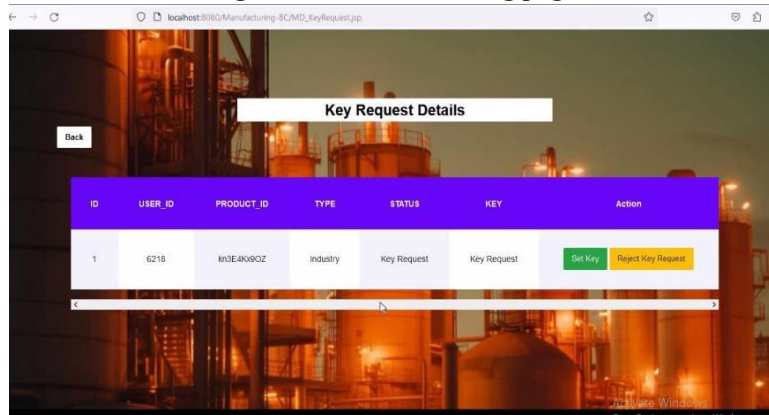 localhost:8080/Manufacturing-BC/MD_KeyRequest.jsp
Key Request Details
Back
ID USER_ID PRODUCT_ID TYPE STATUS KEY Action
1 6218 kn3E4Kx9OZ Industry Key Request Key Request Set Key Reject Key Request
Activate Windows